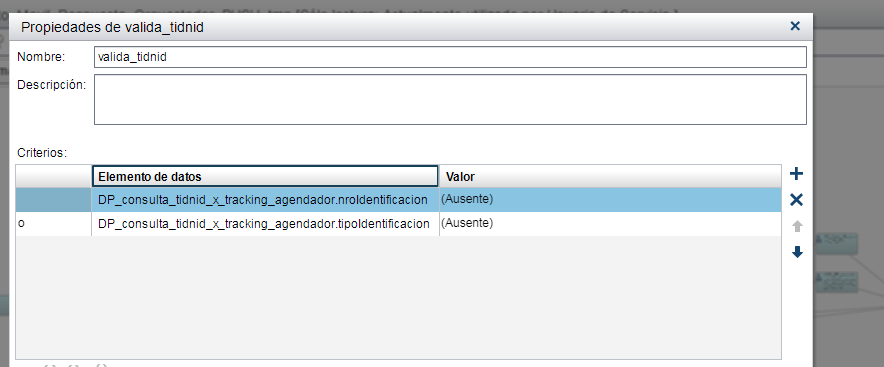 Propiedades de valida_tidnid
Nombre: valida_tidnid
Descripción:
Criterios:
Elemento de datos Valor
DP_consulta_tidnid_x_tracking_agendador.nroIdentificacion (Ausente)
o DP_consulta_tidnid_x_tracking_agendador.tipoIdentificacion (Ausente)